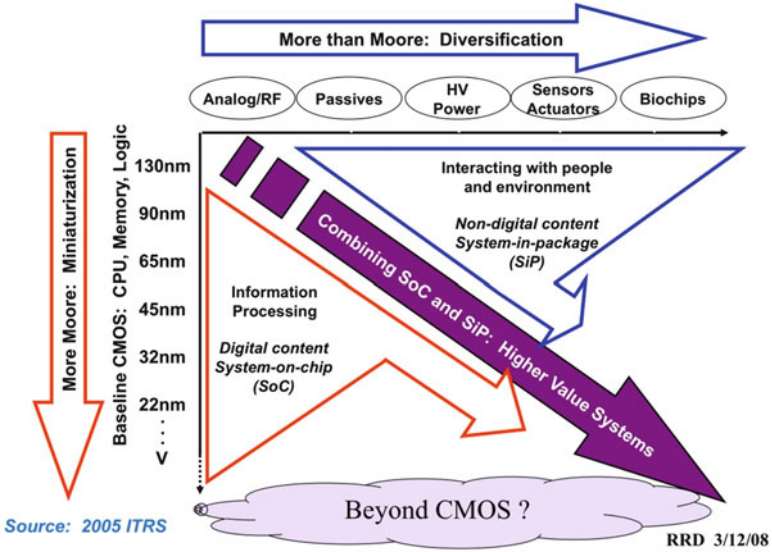 More than Moore: Diversification
Analog/RF
Passives
HV
Power
Sensors
Actuators
Biochips
More Moore: Miniaturization
Baseline CMOS: CPU, Memory, Logic
130nm
90nm
65nm
45nm
32nm
22nm
V
Interacting with people
and environment
Non-digital content
System-in-package
(SiP)
Combining SoC and SiP: Higher Value Systems
Information
Processing
Digital content
System-on-chip
(SoC)
Beyond CMOS ?
Source: 2005 ITRS
RRD 3/12/08